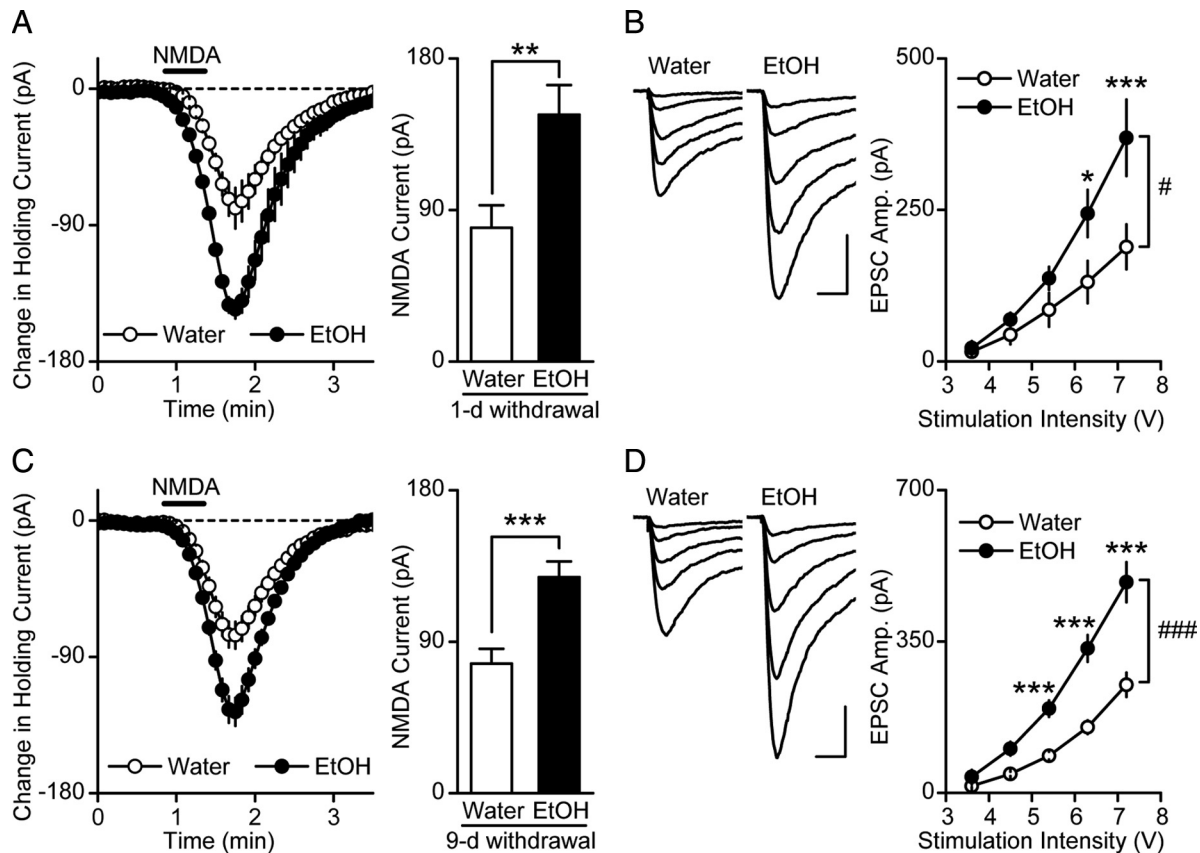 A
NMDA
Change in Holding Current (pA)
0
-90
-180
Water
EtOH
0
1
2
3
Time (min)
NMDA Current (pA)
180
90
0
**
Water
EtOH
1-d withdrawal
B
Water
EtOH
EPSC Amp. (pA)
500
250
0
Water
EtOH
*
***
#
3
4
5
6
7
8
Stimulation Intensity (V)
C
NMDA
Change in Holding Current (pA)
0
-90
-180
Water
EtOH
0
1
2
3
Time (min)
NMDA Current (pA)
180
90
0
***
Water
EtOH
9-d withdrawal
D
Water
EtOH
EPSC Amp. (pA)
700
350
0
Water
EtOH
***
***
***
###
3
4
5
6
7
8
Stimulation Intensity (V)